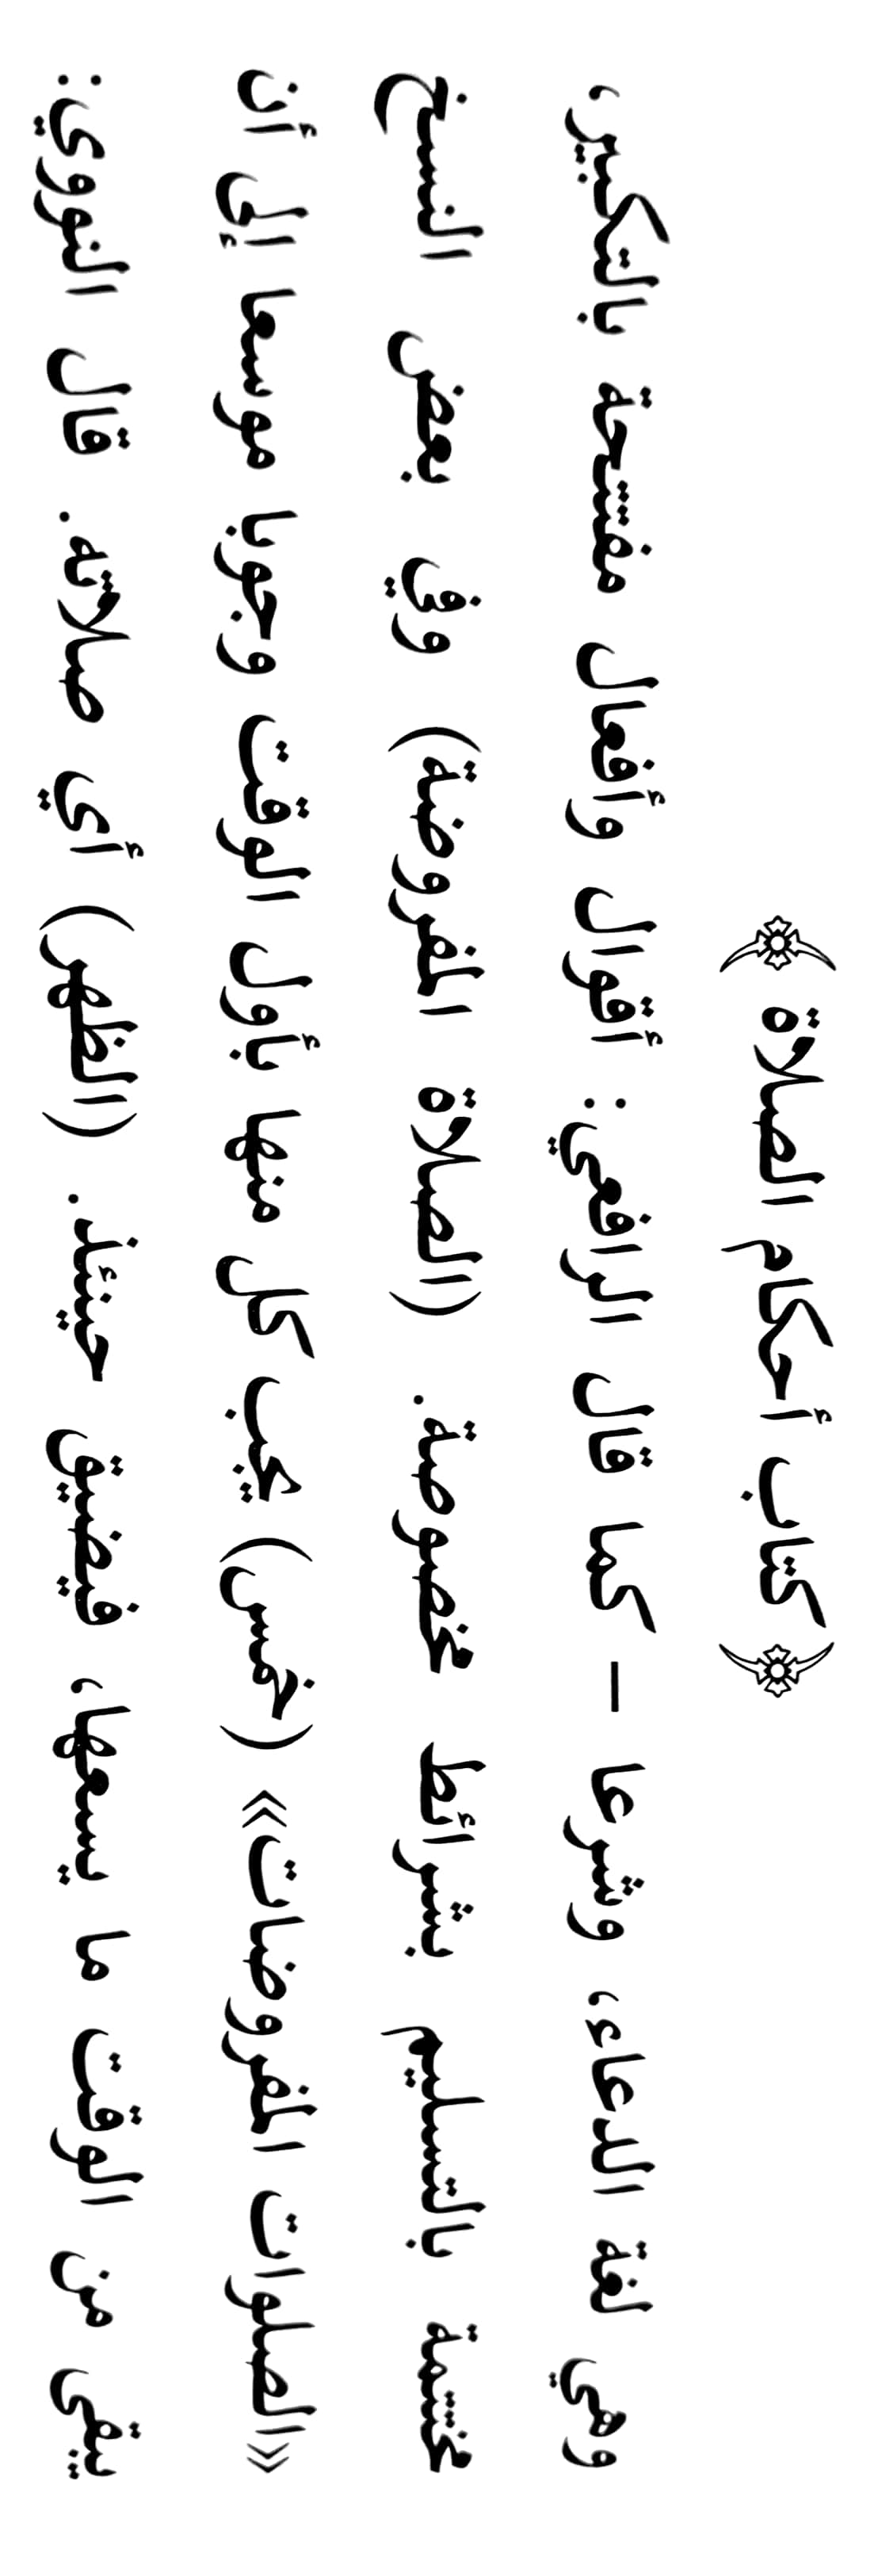 ﴿كتاب أحكام الصلاة﴾
وهي لغة الدعاء، وشرعا – كما قال الرافعي: أقوال وأفعال مفتتحة بالتكبير،
مختتمة بالتسليم بشرائط مخصوصة. (الصلاة المفروضة) وفي بعض النسخ
«الصلوات المفروضات» (خمس) يجب كل منها بأول الوقت وجوبا موسعا إلى أن
يبقى من الوقت ما يسعها، فيضيق حينئذ. (الظهر) أي صلاته. قال النووي: